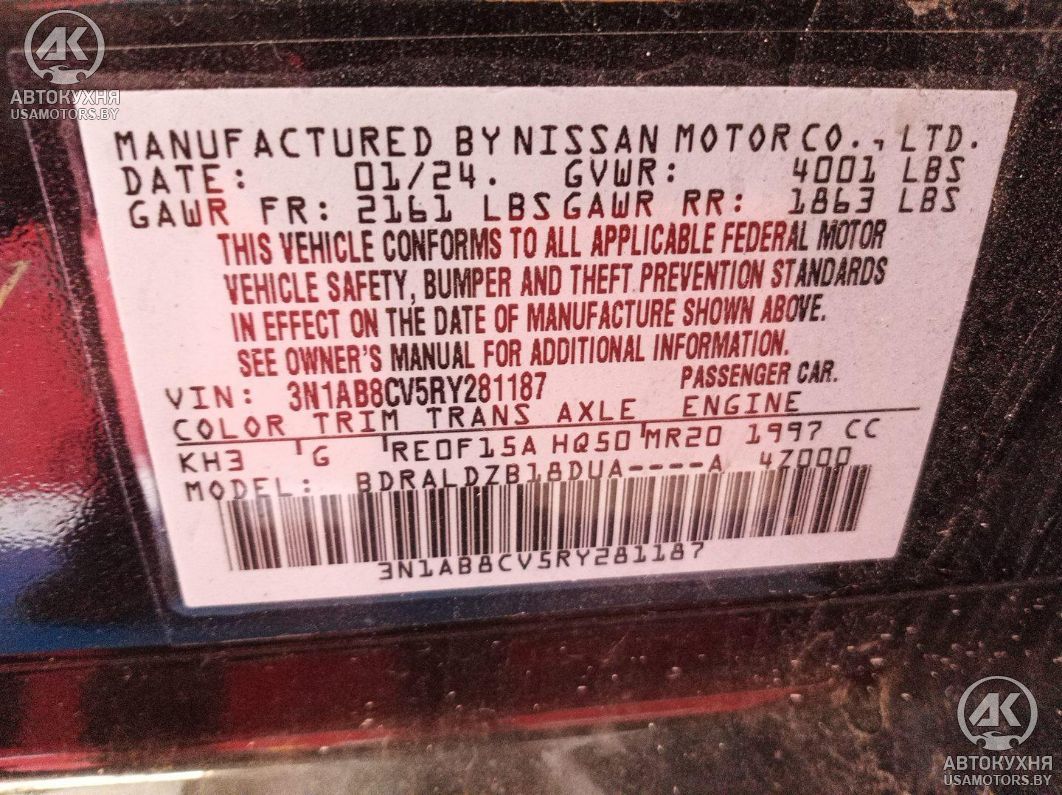 AK
АВТОКУХНЯ
USAMOTORS.BY
MANUFACTURED BY NISSAN MOTOR CO., LTD.
DATE: 01/24. GVWR: 4001 LBS
GAWR FR: 2161 LBS GAWR RR: 1863 LBS
THIS VEHICLE CONFORMS TO ALL APPLICABLE FEDERAL MOTOR
VEHICLE SAFETY, BUMPER AND THEFT PREVENTION STANDARDS
IN EFFECT ON THE DATE OF MANUFACTURE SHOWN ABOVE.
SEE OWNER'S MANUAL FOR ADDITIONAL INFORMATION.
VIN: 3N1AB8CV5RY281187 PASSENGER CAR.
COLOR TRIM TRANS AXLE ENGINE
KH3 G RE0F15A HQ50 MR20 1997 CC
MODEL: BDRALDZB18DUA----A 47000
3N1AB8CV5RY281187
AK
АВТОКУХНЯ
USAMOTORS.BY